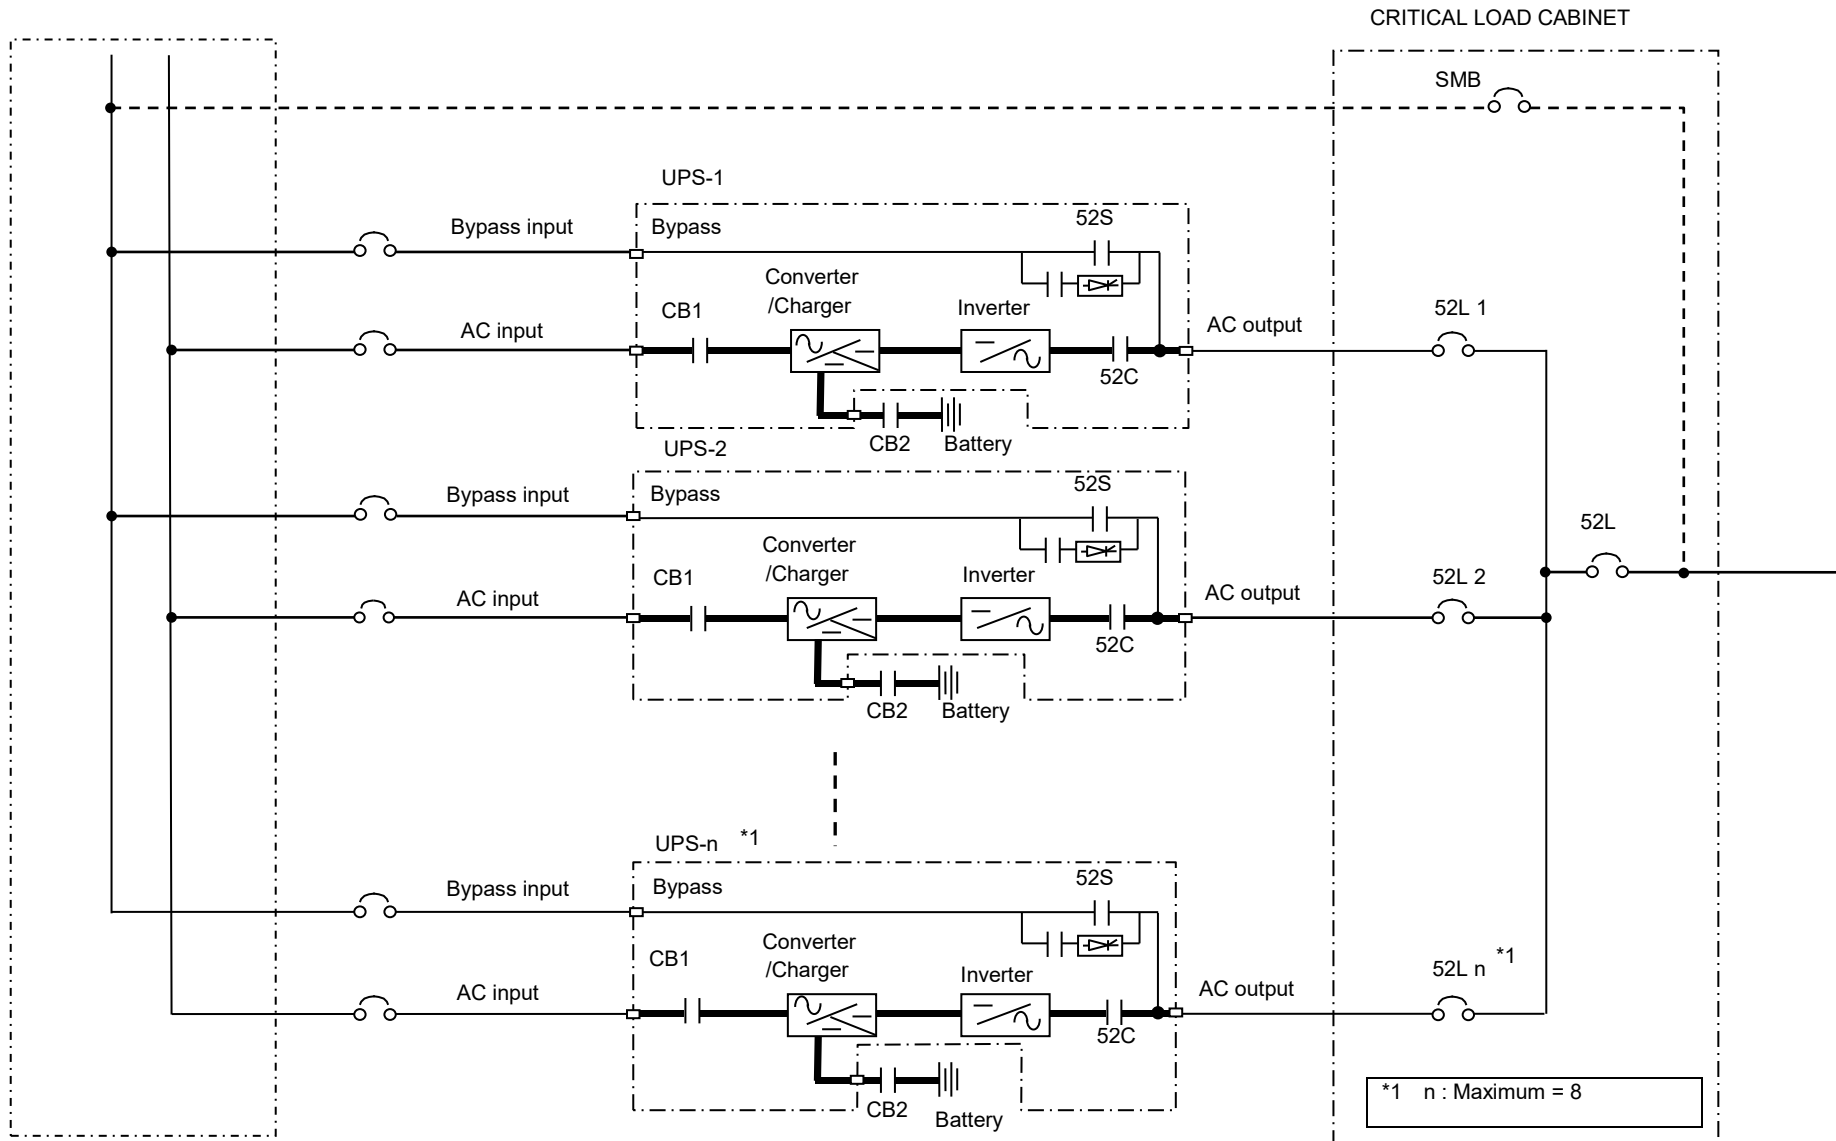 CRITICAL LOAD CABINET
SMB
UPS-1
Bypass input
Bypass
52S
Converter
/Charger
CB1
Inverter
AC input
AC output
52L 1
52C
CB2
Battery
UPS-2
Bypass input
Bypass
52S
52L
Converter
/Charger
CB1
Inverter
AC input
AC output
52L 2
52C
CB2
Battery
UPS-n *1
Bypass input
Bypass
52S
Converter
/Charger
CB1
Inverter
AC input
AC output
52L n *1
52C
CB2
Battery
*1 n : Maximum = 8